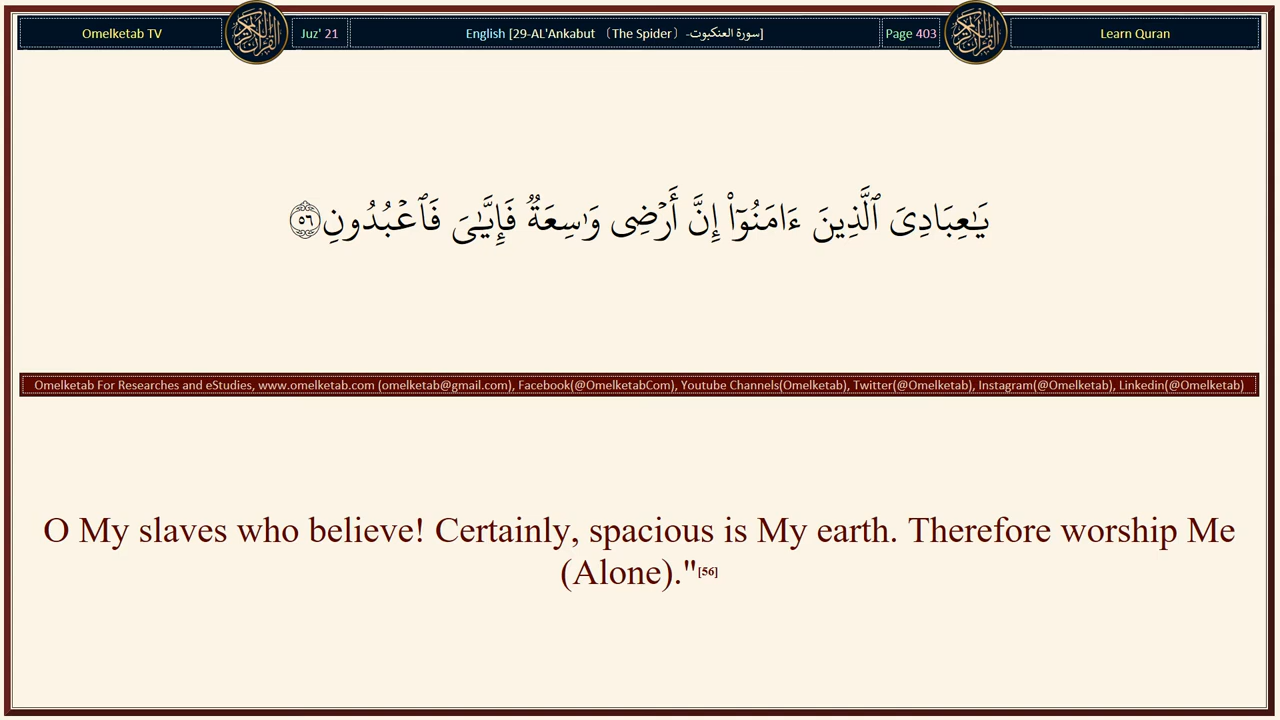 Omelketab TV
Juz' 21
English [29-AL'Ankabut 〔The Spider〕 -سورة العنكبوت]
Page 403
Learn Quran
يَـٰعِبَادِىَ ٱلَّذِينَ ءَامَنُوٓا۟ إِنَّ أَرْضِى وَٰسِعَةٌۭ فَإِيَّـٰىَ فَٱعْبُدُونِ ٥٦
Omelketab For Researches and eStudies, www.omelketab.com (omelketab@gmail.com), Facebook(@OmelketabCom), Youtube Channels(Omelketab), Twitter(@Omelketab), Instagram(@Omelketab), Linkedin(@Omelketab)
O My slaves who believe! Certainly, spacious is My earth. Therefore worship Me
(Alone)."[56]